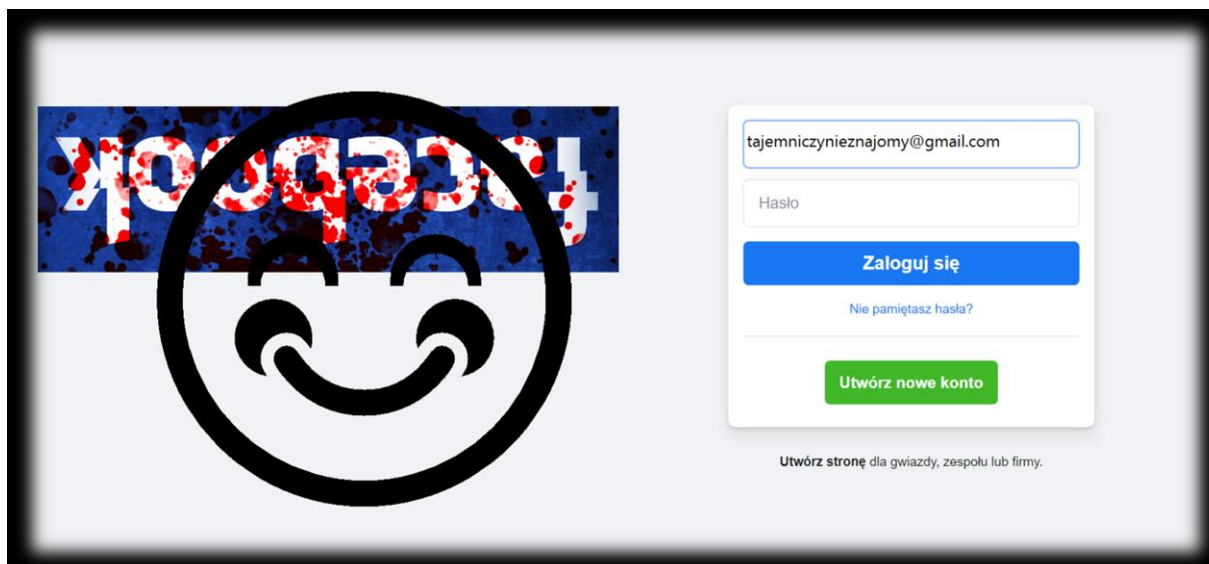 facebook
tajemniczynieznajomy@gmail.com
Hasło
Zaloguj się
Nie pamiętasz hasła?
Utwórz nowe konto
Utwórz stronę dla gwiazdy, zespołu lub firmy.